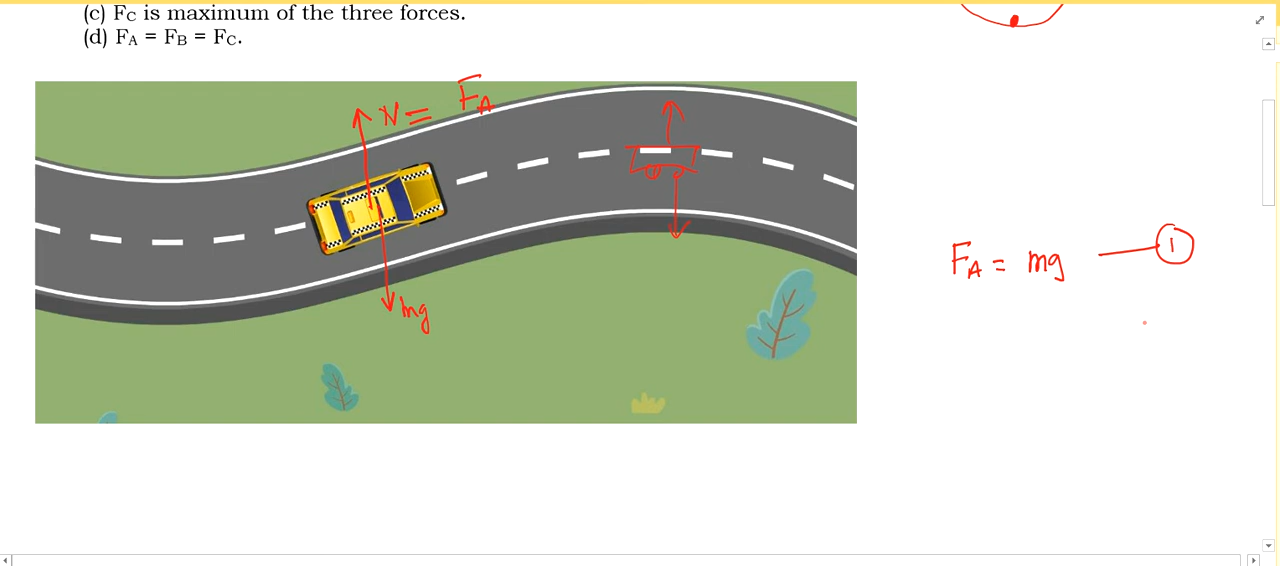 (c) FC is maximum of the three forces.
(d) FA = FB = FC.
N = FA
mg
FA = mg — ①